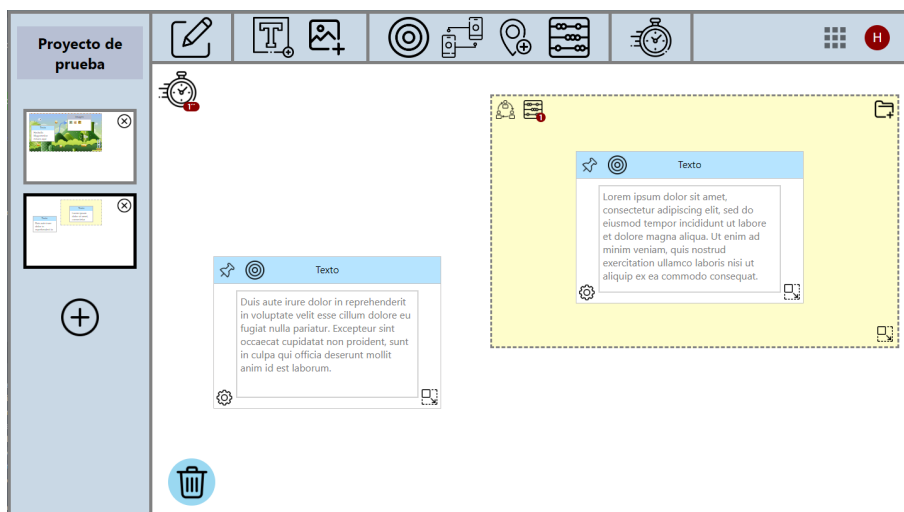 Proyecto de
prueba
H
1''
1
Texto
Lorem ipsum dolor sit amet,
consectetur adipiscing elit, sed do
eiusmod tempor incididunt ut labore
et dolore magna aliqua. Ut enim ad
minim veniam, quis nostrud
exercitation ullamco laboris nisi ut
aliquip ex ea commodo consequat.
Texto
Duis aute irure dolor in reprehenderit
in voluptate velit esse cillum dolore eu
fugiat nulla pariatur. Excepteur sint
occaecat cupidatat non proident, sunt
in culpa qui officia deserunt mollit
anim id est laborum.